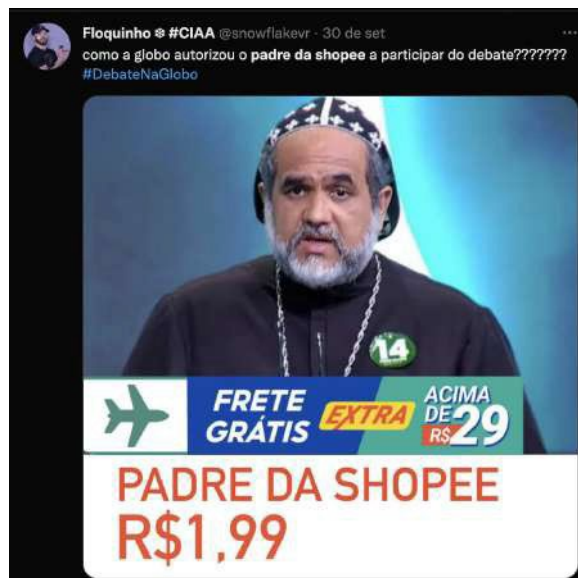 Floquinho ❄ #CIAA @snowflakevr · 30 de set
como a globo autorizou o padre da shopee a participar do debate???????
#DebateNaGlobo
14
FRETE
GRÁTIS
EXTRA
ACIMA
DE
R$29
PADRE DA SHOPEE
R$1,99